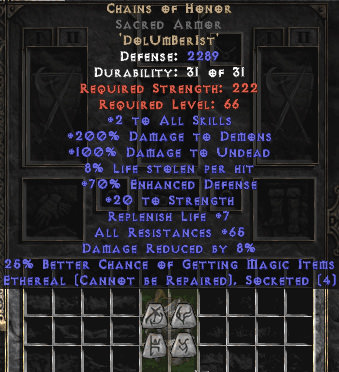 I
II
Chains of Honor
Sacred Armor
'DolUmBerIst'
Defense: 2289
Durability: 31 of 31
Required Strength: 222
Required Level: 66
+2 to All Skills
+200% Damage to Demons
+100% Damage to Undead
8% Life stolen per hit
+70% Enhanced Defense
+20 to Strength
Replenish Life +7
All Resistances +65
Damage Reduced by 8%
25% Better Chance of Getting Magic Items
Ethereal (Cannot be Repaired), Socketed (4)